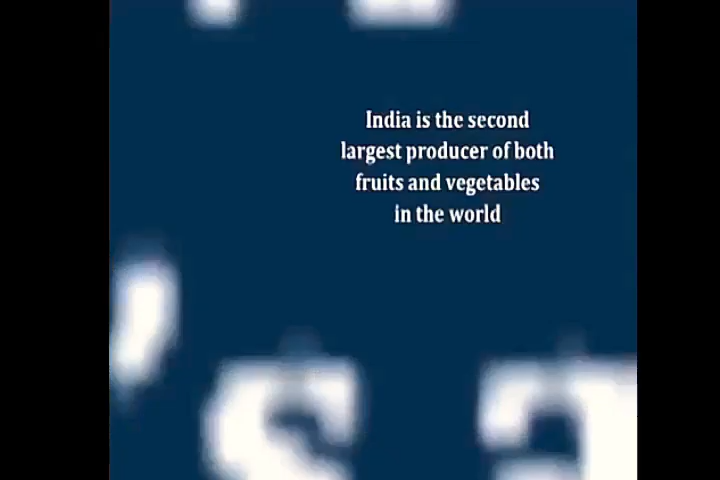 India is the second
largest producer of both
fruits and vegetables
in the world